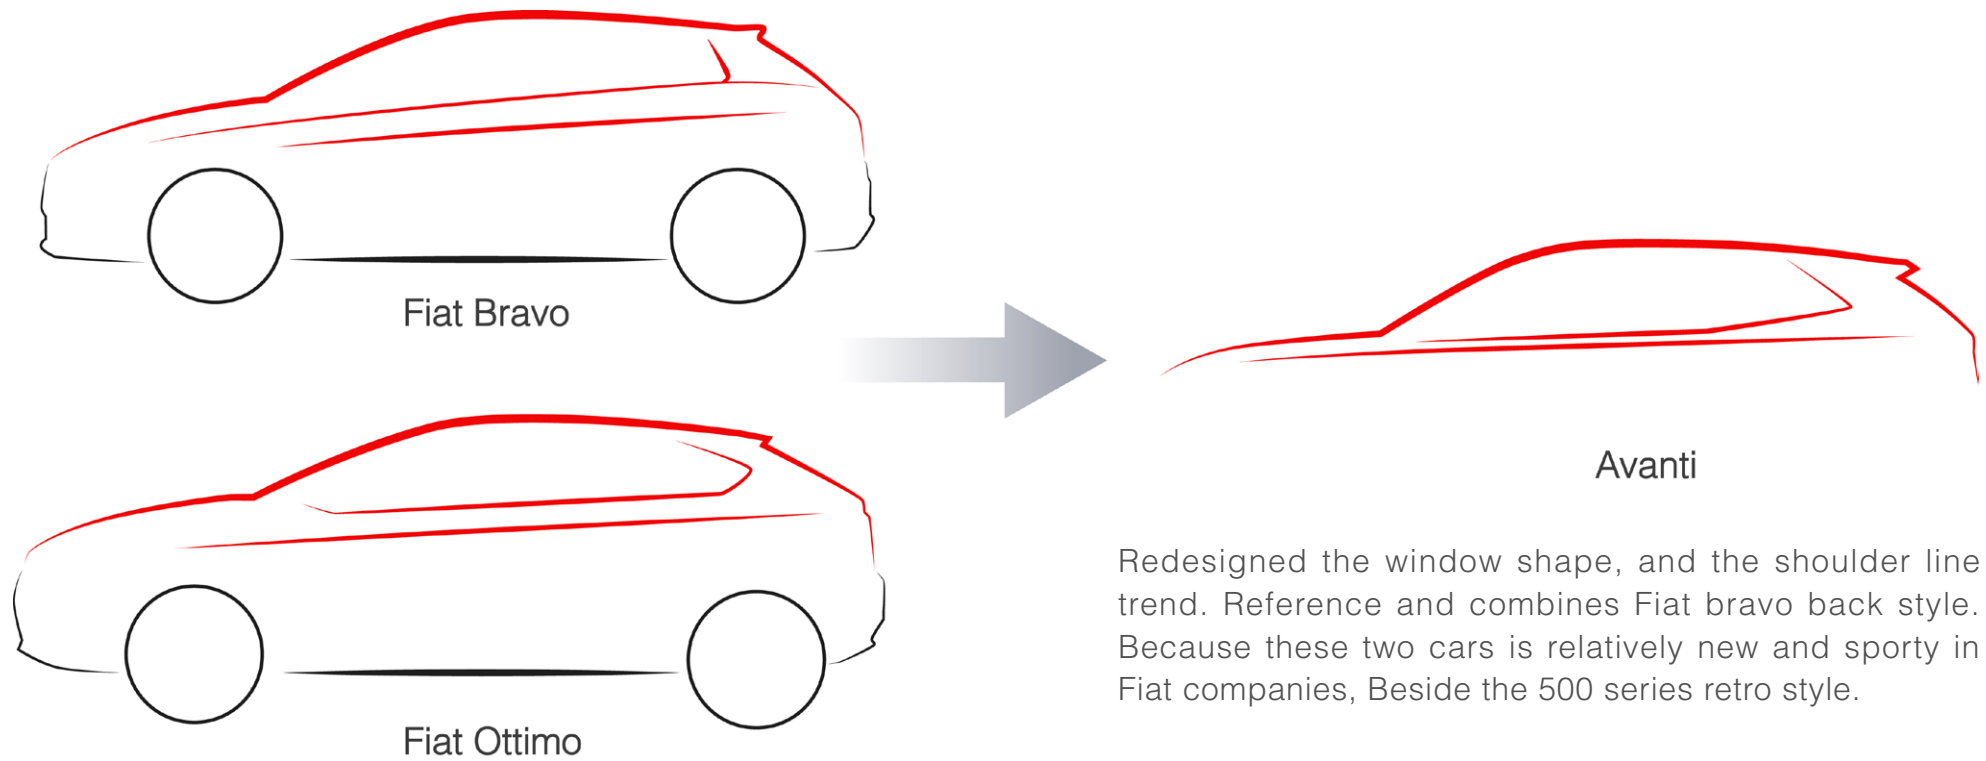 Fiat Bravo
Fiat Ottimo
Avanti
Redesigned the window shape, and the shoulder line
trend. Reference and combines Fiat bravo back style.
Because these two cars is relatively new and sporty in
Fiat companies, Beside the 500 series retro style.